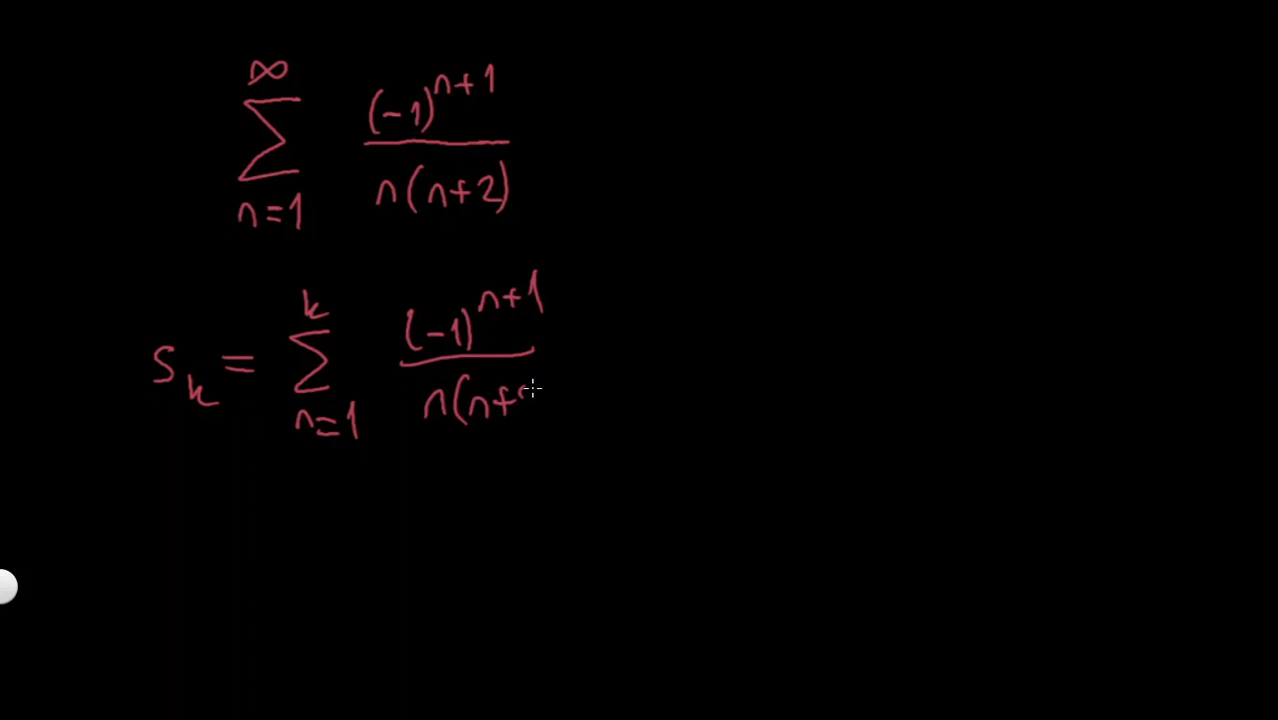 ∞
∑ (-1)^{n+1} / n(n+2)
n=1
k
S_k = ∑ (-1)^{n+1} / n(n+
n=1